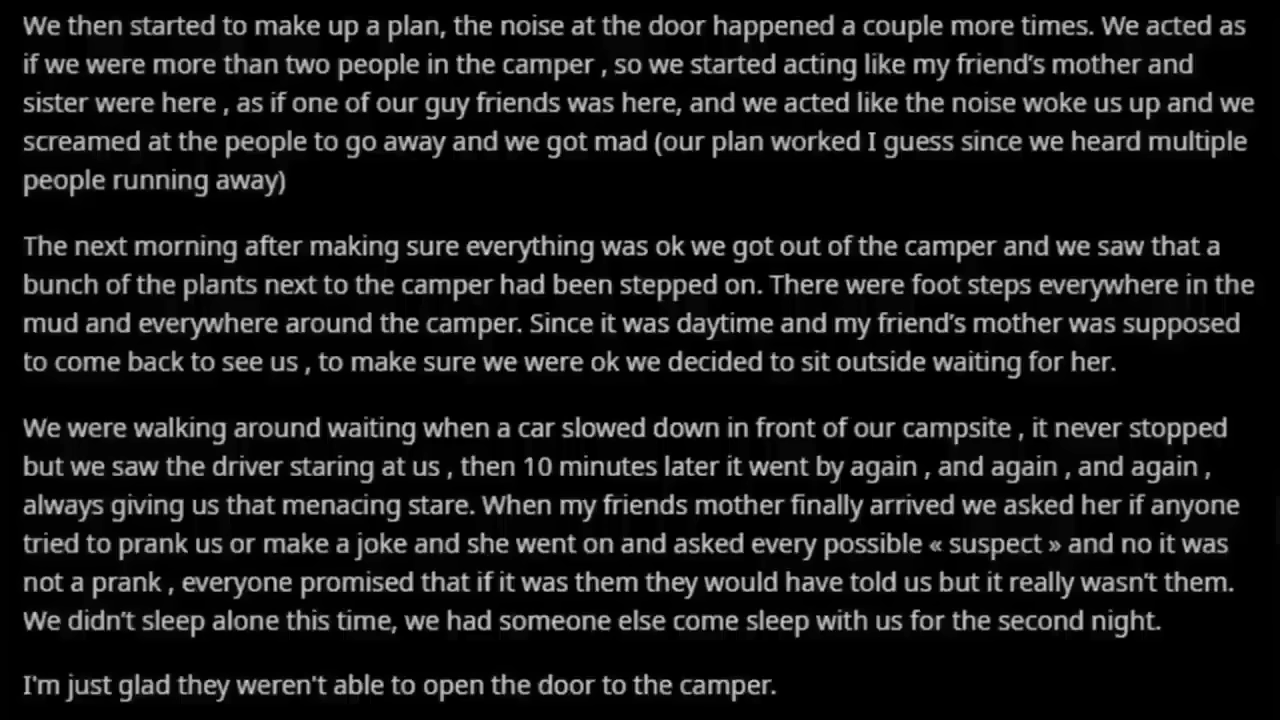 We then started to make up a plan, the noise at the door happened a couple more times. We acted as
if we were more than two people in the camper , so we started acting like my friend’s mother and
sister were here , as if one of our guy friends was here, and we acted like the noise woke us up and we
screamed at the people to go away and we got mad (our plan worked I guess since we heard multiple
people running away)
The next morning after making sure everything was ok we got out of the camper and we saw that a
bunch of the plants next to the camper had been stepped on. There were foot steps everywhere in the
mud and everywhere around the camper. Since it was daytime and my friend’s mother was supposed
to come back to see us , to make sure we were ok we decided to sit outside waiting for her.
We were walking around waiting when a car slowed down in front of our campsite , it never stopped
but we saw the driver staring at us , then 10 minutes later it went by again , and again , and again ,
always giving us that menacing stare. When my friends mother finally arrived we asked her if anyone
tried to prank us or make a joke and she went on and asked every possible « suspect » and no it was
not a prank , everyone promised that if it was them they would have told us but it really wasn’t them.
We didn’t sleep alone this time, we had someone else come sleep with us for the second night.
I'm just glad they weren't able to open the door to the camper.